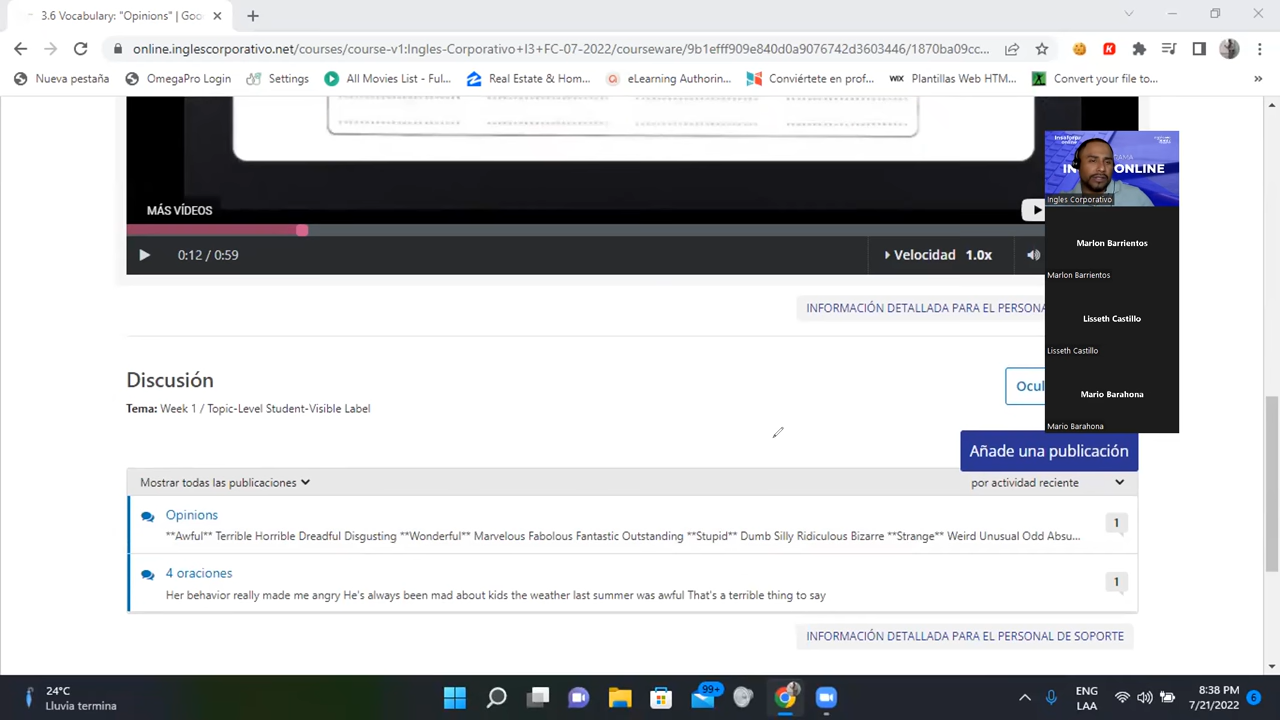 3.6 Vocabulary: "Opinions" | Goo
online.inglescorporativo.net/courses/course-v1:Ingles-Corporativo+I3+FC-07-2022/courseware/9b1efff909e840d0a9076742d3603446/1870ba09cc...
Nueva pestaña
OmegaPro Login
Settings
All Movies List - Ful...
Real Estate & Hom...
eLearning Authorin...
Conviértete en prof...
WIX
Plantillas Web HTM...
Convert your file to...
»
MÁS VÍDEOS
0:12 / 0:59
Velocidad 1.0x
INFORMACIÓN DETALLADA PARA EL PERSONA
Discusión
Ocul
Tema: Week 1 / Topic-Level Student-Visible Label
Añade una publicación
Mostrar todas las publicaciones
por actividad reciente
Opinions
1
**Awful** Terrible Horrible Dreadful Disgusting **Wonderful** Marvelous Fabolous Fantastic Outstanding **Stupid** Dumb Silly Ridiculous Bizarre **Strange** Weird Unusual Odd Absu...
4 oraciones
1
Her behavior really made me angry He's always been mad about kids the weather last summer was awful That's a terrible thing to say
INFORMACIÓN DETALLADA PARA EL PERSONAL DE SOPORTE
ONLINE
Ingles Corporativo
Marlon Barrientos
Marlon Barrientos
Lisseth Castillo
Lisseth Castillo
Mario Barahona
Mario Barahona
24°C
Lluvia termina
99+
ENG
LAA
8:38 PM
7/21/2022
6